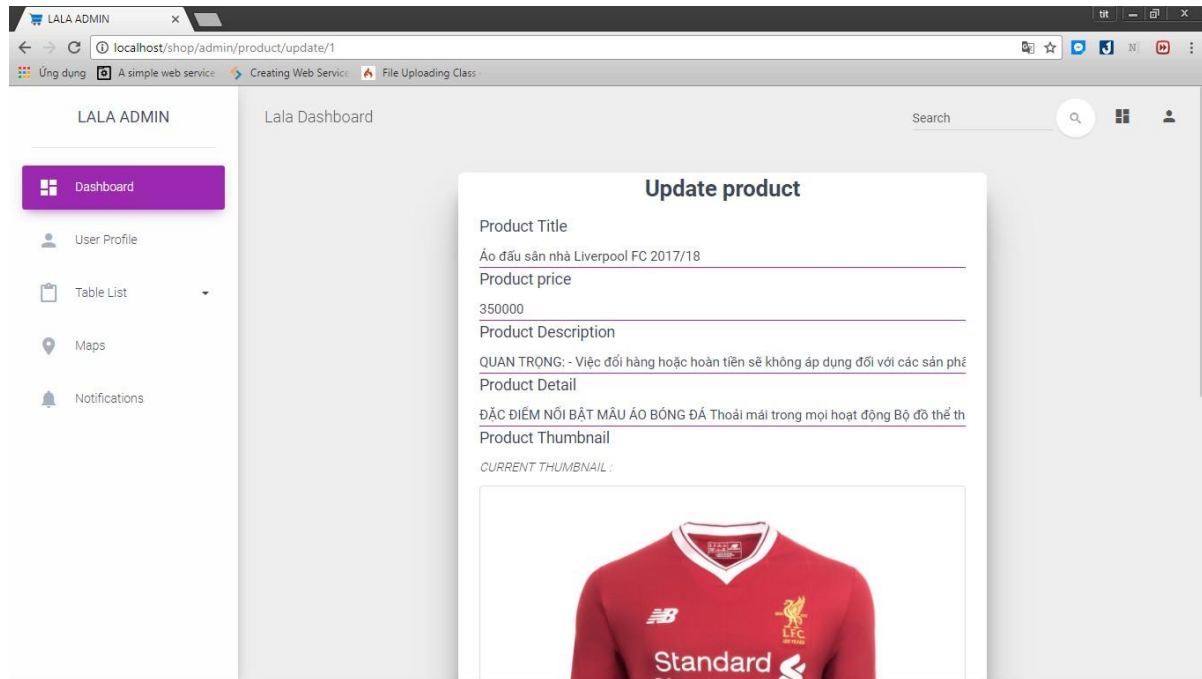 LALA ADMIN
tit
localhost/shop/admin/product/update/1
Ứng dụng
A simple web service
Creating Web Service
File Uploading Class
LALA ADMIN
Lala Dashboard
Search
Dashboard
User Profile
Table List
Maps
Notifications
Update product
Product Title
Áo đấu sân nhà Liverpool FC 2017/18
Product price
350000
Product Description
QUAN TRỌNG: - Việc đổi hàng hoặc hoàn tiền sẽ không áp dụng đối với các sản phẩ
Product Detail
ĐẶC ĐIỂM NỔI BẬT MẪU ÁO BÓNG ĐÁ Thoải mái trong mọi hoạt động Bộ đồ thể th
Product Thumbnail
CURRENT THUMBNAIL :
NB
L.F.C.
Standard